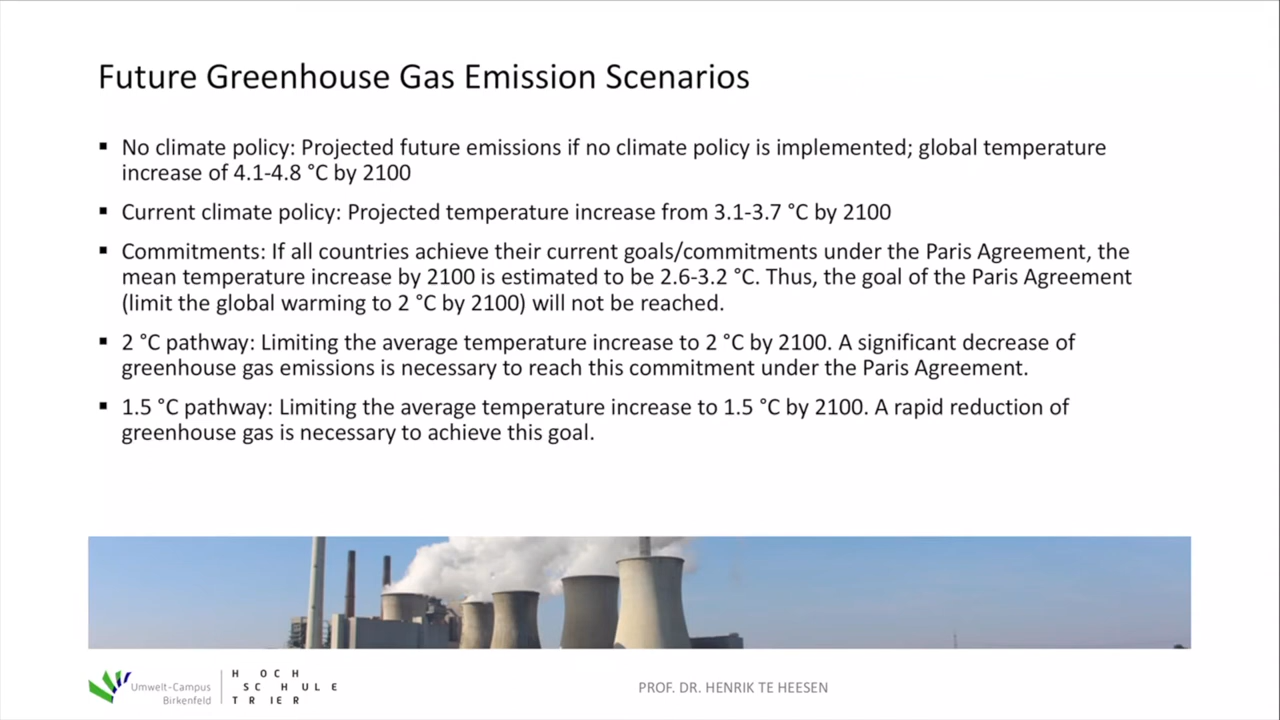 Future Greenhouse Gas Emission Scenarios
▪ No climate policy: Projected future emissions if no climate policy is implemented; global temperature
increase of 4.1-4.8 °C by 2100
▪ Current climate policy: Projected temperature increase from 3.1-3.7 °C by 2100
▪ Commitments: If all countries achieve their current goals/commitments under the Paris Agreement, the
mean temperature increase by 2100 is estimated to be 2.6-3.2 °C. Thus, the goal of the Paris Agreement
(limit the global warming to 2 °C by 2100) will not be reached.
▪ 2 °C pathway: Limiting the average temperature increase to 2 °C by 2100. A significant decrease of
greenhouse gas emissions is necessary to reach this commitment under the Paris Agreement.
▪ 1.5 °C pathway: Limiting the average temperature increase to 1.5 °C by 2100. A rapid reduction of
greenhouse gas is necessary to achieve this goal.
Umwelt-Campus
Birkenfeld
HOCH
SCHULE
TRIER
PROF. DR. HENRIK TE HEESEN